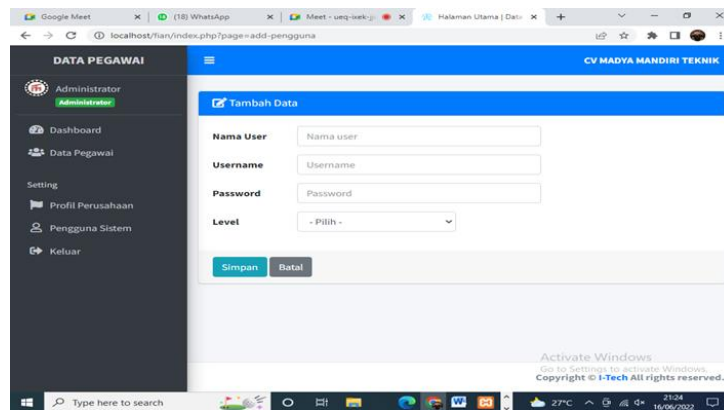 Google Meet
(18) WhatsApp
Meet - ueq-isek-j
Halaman Utama | Data
localhost/fian/index.php?page=add-pengguna
DATA PEGAWAI
CV MADYA MANDIRI TEKNIK
Administrator
Administrator
Tambah Data
Dashboard
Data Pegawai
Setting
Profil Perusahaan
Pengguna Sistem
Keluar
Nama User
Nama user
Username
Username
Password
Password
Level
- Pilih -
Simpan
Batal
Activate Windows
Go to Settings to activate Windows.
Copyright © I-Tech All rights reserved.
Type here to search
27°C
21:24
16/06/2022